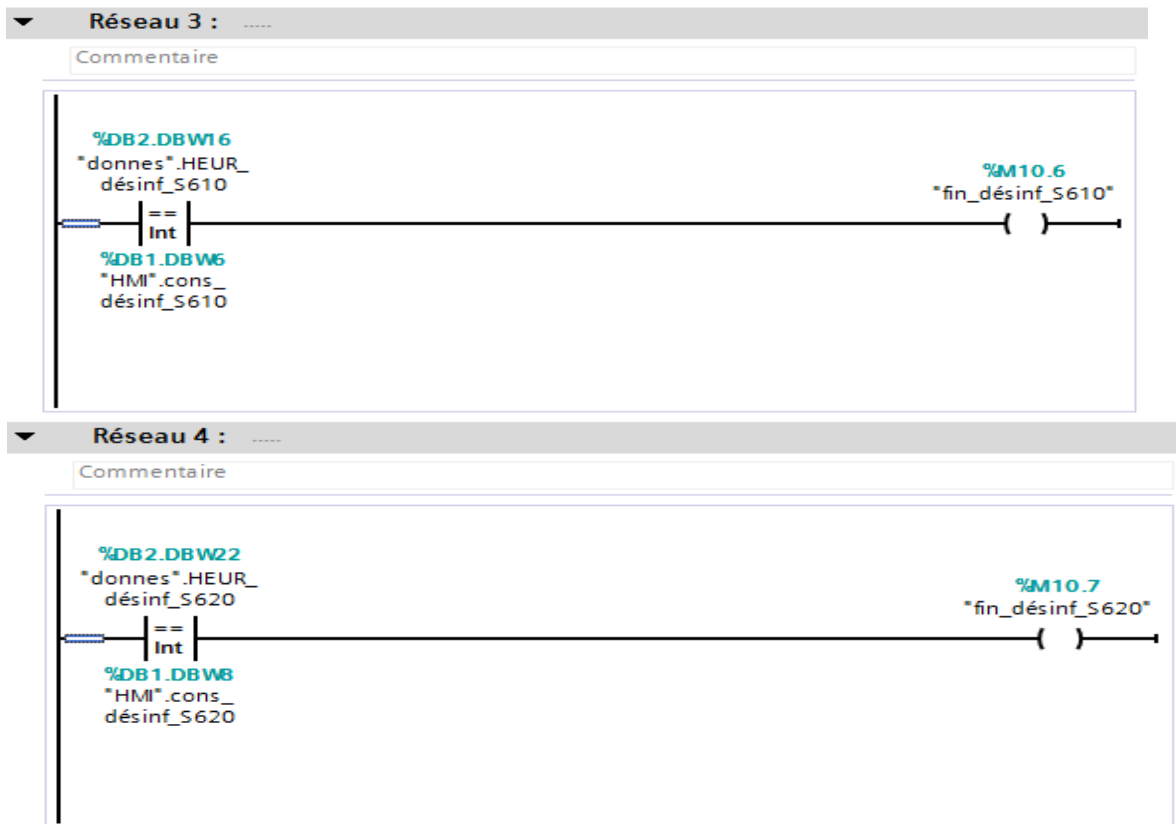 Réseau 3 : .....
Commentaire
%DB2.DBW16
"donnes".HEUR_
désinf_S610
==
Int
%DB1.DBW6
"HMI".cons_
désinf_S610
%M10.6
"fin_désinf_S610"
( )
Réseau 4 : .....
Commentaire
%DB2.DBW22
"donnes".HEUR_
désinf_S620
==
Int
%DB1.DBW8
"HMI".cons_
désinf_S620
%M10.7
"fin_désinf_S620"
( )